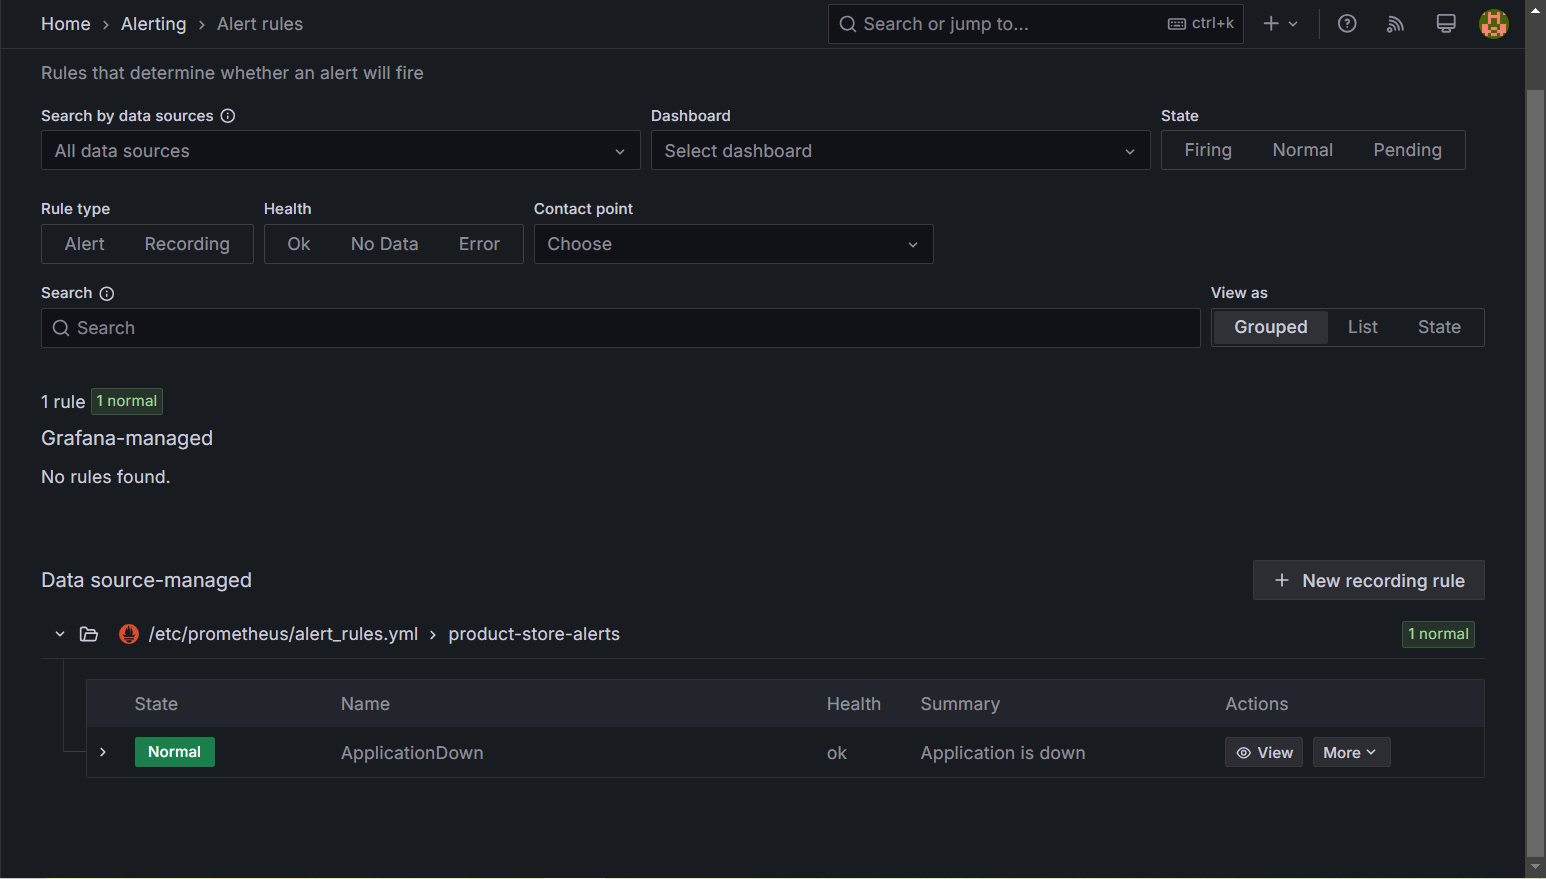 Home › Alerting › Alert rules
Search or jump to...
ctrl+k
Rules that determine whether an alert will fire
Search by data sources
Dashboard
State
All data sources
Select dashboard
Firing Normal Pending
Rule type
Health
Contact point
Alert Recording
Ok No Data Error
Choose
Search
View as
Search
Grouped List State
1 rule 1 normal
Grafana-managed
No rules found.
Data source-managed
+ New recording rule
/etc/prometheus/alert_rules.yml › product-store-alerts
1 normal
State Name Health Summary Actions
Normal ApplicationDown ok Application is down View More